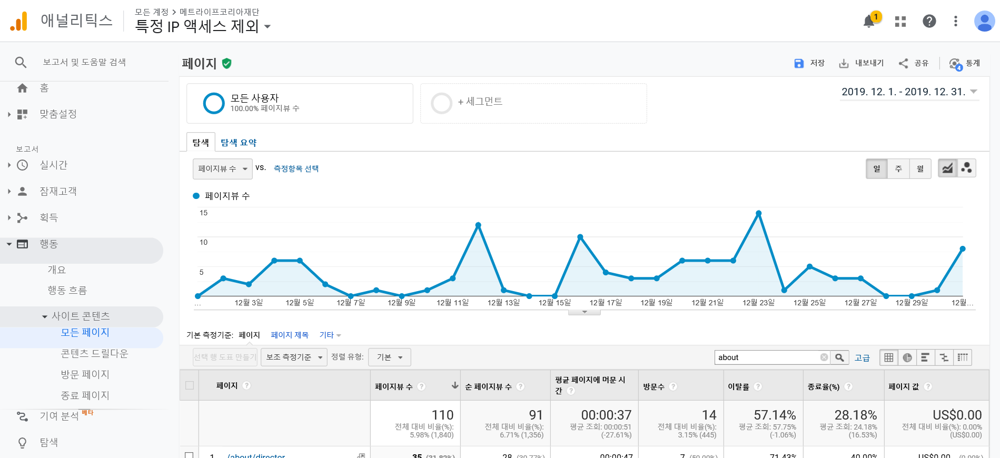 애널리틱스
모든 계정 > 메트라이프코리아재단
특정 IP 액세스 제외
1
보고서 및 도움말 검색
홈
맞춤설정
보고서
실시간
잠재고객
획득
행동
개요
행동 흐름
사이트 콘텐츠
모든 페이지
콘텐츠 드릴다운
방문 페이지
종료 페이지
기여 분석 베타
탐색
페이지
저장 내보내기 공유 4 통계
모든 사용자
100.00% 페이지뷰 수
+ 세그먼트
2019. 12. 1. - 2019. 12. 31.
탐색 탐색 요약
페이지뷰 수 vs. 측정항목 선택
일 주 월
페이지뷰 수
15
10
5
... 12월 3일 12월 5일 12월 7일 12월 9일 12월 11일 12월 13일 12월 15일 12월 17일 12월 19일 12월 21일 12월 23일 12월 25일 12월 27일 12월 29일 12월...
기본 측정기준: 페이지 페이지 제목 기타
선택 행 도표 만들기 보조 측정기준 정렬 유형: 기본 about 고급
페이지 ? 페이지뷰 수 ? 순 페이지뷰 수 ? 평균 페이지에 머문 시간 ? 방문수 ? 이탈률 ? 종료율(%) ? 페이지 값 ?
110 91 00:00:37 14 57.14% 28.18% US$0.00
전체 대비 비율(%): 전체 대비 비율(%): 평균 조회: 00:00:51 전체 대비 비율(%): 평균 조회: 57.75% 평균 조회: 24.18% 전체 대비 비율(%): 0.00%
5.98% (1,840) 6.71% (1,356) (-27.61%) 3.15% (445) (-1.06%) (16.53%) (US$0.00)
1. /about/director 35 (31.82%) 28 (30.77%) 00:00:47 7 (50.00%) 71.43% 40.00% US$0.00 (0.00%)